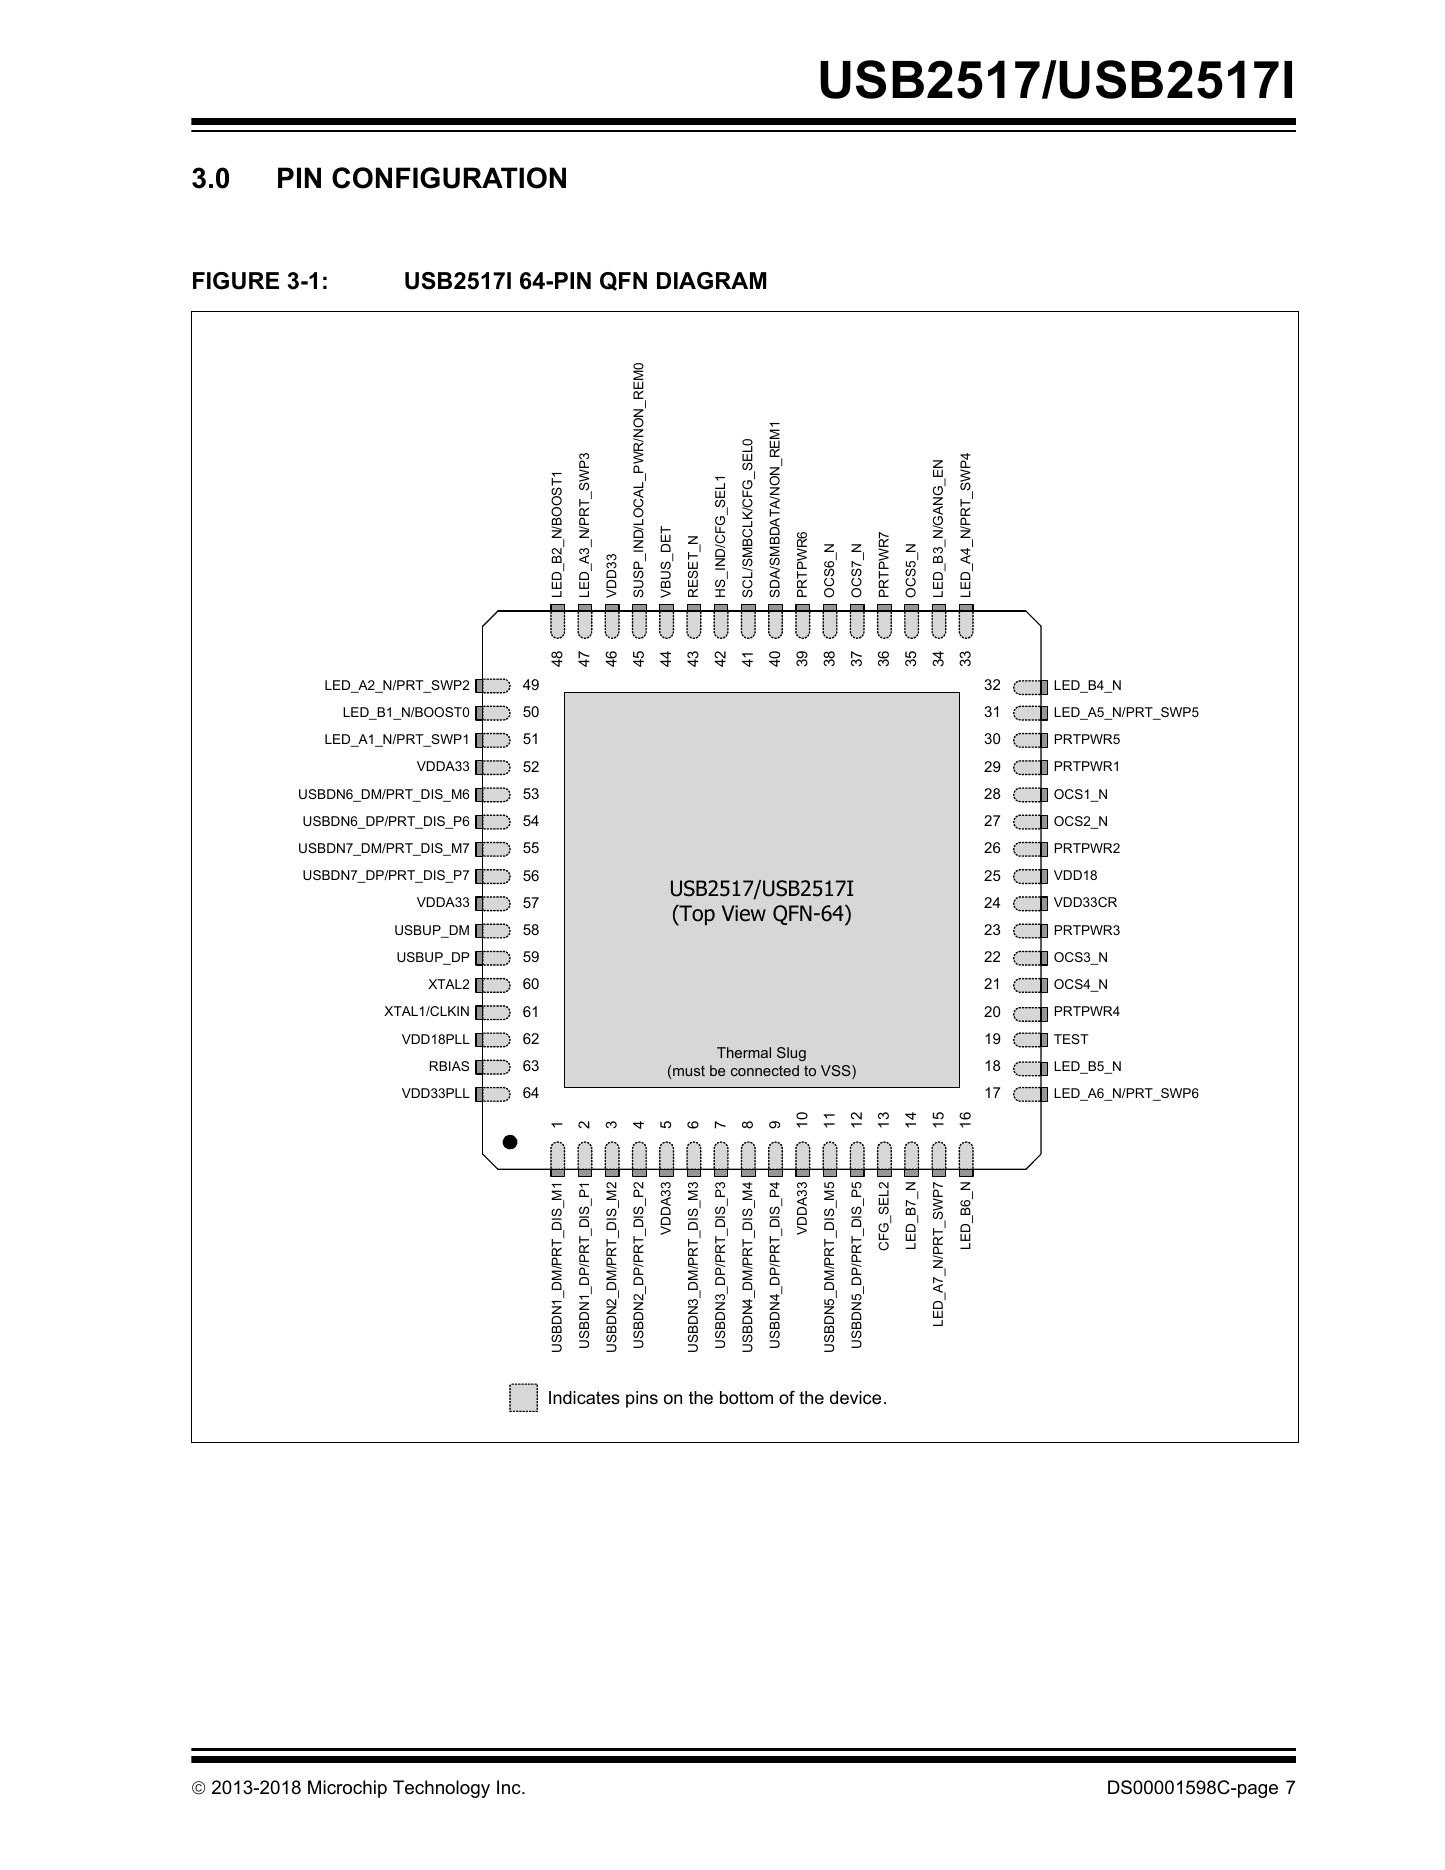 USB2517/USB2517I
3.0 PIN CONFIGURATION
FIGURE 3-1: USB2517I 64-PIN QFN DIAGRAM
LED_B2_N/BOOST1
LED_A3_N/PRT_SWP3
VDD33
SUSP_IND/LOCAL_PWR/NON_REM0
VBUS_DET
RESET_N
HS_IND/CFG_SEL1
SCL/SMBCLK/CFG_SEL0
SDA/SMBDATA/NON_REM1
PRTPWR6
OCS6_N
OCS7_N
PRTPWR7
OCS5_N
LED_B3_N/GANG_EN
LED_A4_N/PRT_SWP4
48 47 46 45 44 43 42 41 40 39 38 37 36 35 34 33
LED_A2_N/PRT_SWP2 49
LED_B1_N/BOOST0 50
LED_A1_N/PRT_SWP1 51
VDDA33 52
USBDN6_DM/PRT_DIS_M6 53
USBDN6_DP/PRT_DIS_P6 54
USBDN7_DM/PRT_DIS_M7 55
USBDN7_DP/PRT_DIS_P7 56
VDDA33 57
USBUP_DM 58
USBUP_DP 59
XTAL2 60
XTAL1/CLKIN 61
VDD18PLL 62
RBIAS 63
VDD33PLL 64
32 LED_B4_N
31 LED_A5_N/PRT_SWP5
30 PRTPWR5
29 PRTPWR1
28 OCS1_N
27 OCS2_N
26 PRTPWR2
25 VDD18
24 VDD33CR
23 PRTPWR3
22 OCS3_N
21 OCS4_N
20 PRTPWR4
19 TEST
18 LED_B5_N
17 LED_A6_N/PRT_SWP6
USB2517/USB2517I
(Top View QFN-64)
Thermal Slug
(must be connected to VSS)
1 2 3 4 5 6 7 8 9 10 11 12 13 14 15 16
USBDN1_DM/PRT_DIS_M1
USBDN1_DP/PRT_DIS_P1
USBDN2_DM/PRT_DIS_M2
USBDN2_DP/PRT_DIS_P2
VDDA33
USBDN3_DM/PRT_DIS_M3
USBDN3_DP/PRT_DIS_P3
USBDN4_DM/PRT_DIS_M4
USBDN4_DP/PRT_DIS_P4
VDDA33
USBDN5_DM/PRT_DIS_M5
USBDN5_DP/PRT_DIS_P5
CFG_SEL2
LED_B7_N
LED_A7_N/PRT_SWP7
LED_B6_N
Indicates pins on the bottom of the device.
© 2013-2018 Microchip Technology Inc. DS00001598C-page 7